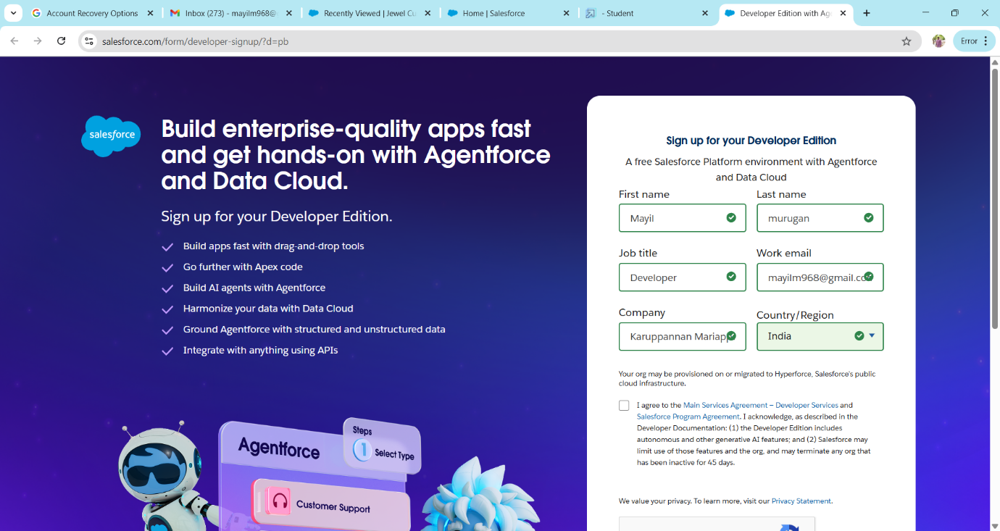 Account Recovery Options
Inbox (273) - mayilm968@
Recently Viewed | Jewel Cu
Home | Salesforce
- Student
Developer Edition with Ag
salesforce.com/form/developer-signup/?d=pb
Error
salesforce
Build enterprise-quality apps fast
and get hands-on with Agentforce
and Data Cloud.
Sign up for your Developer Edition.
Build apps fast with drag-and-drop tools
Go further with Apex code
Build AI agents with Agentforce
Harmonize your data with Data Cloud
Ground Agentforce with structured and unstructured data
Integrate with anything using APIs
Agentforce
Steps
1 Select Type
Customer Support
Sign up for your Developer Edition
A free Salesforce Platform environment with Agentforce
and Data Cloud
First name Last name
Mayil murugan
Job title Work email
Developer mayilm968@gmail.co
Company Country/Region
Karuppannan Mariapp India
Your org may be provisioned on or migrated to Hyperforce, Salesforce's public
cloud infrastructure.
I agree to the Main Services Agreement – Developer Services and
Salesforce Program Agreement. I acknowledge, as described in the
Developer Documentation: (1) the Developer Edition includes
autonomous and other generative AI features; and (2) Salesforce may
limit use of those features and the org, and may terminate any org that
has been inactive for 45 days.
We value your privacy. To learn more, visit our Privacy Statement.